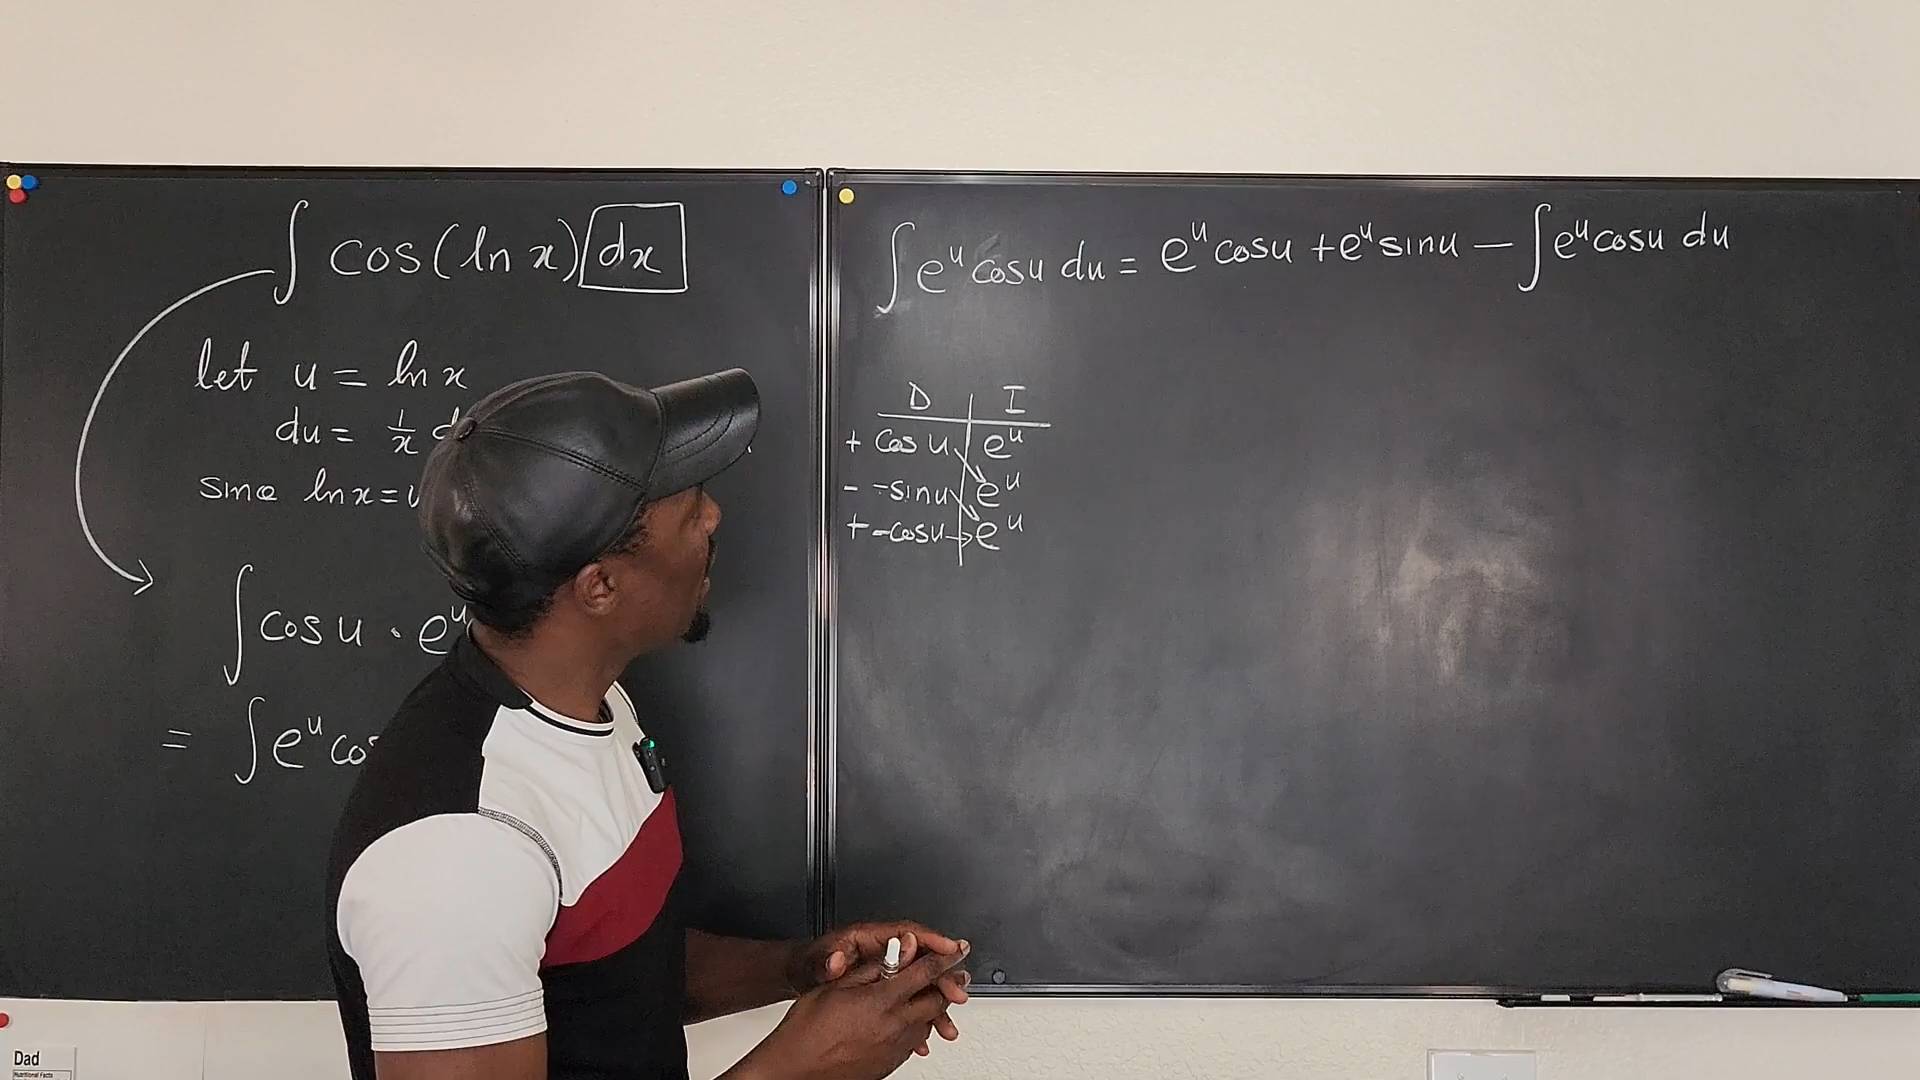 ∫ cos(ln x) dx
let u = ln x
du = 1/x
since ln x = u
∫ cos u · e^u
= ∫ e^u cos
∫ e^u cos u du = e^u cos u + e^u sin u — ∫ e^u cos u du
D I
+ cos u e^u
- -sin u e^u
+ -cos u → e^u
Dad
Nutritional Facts